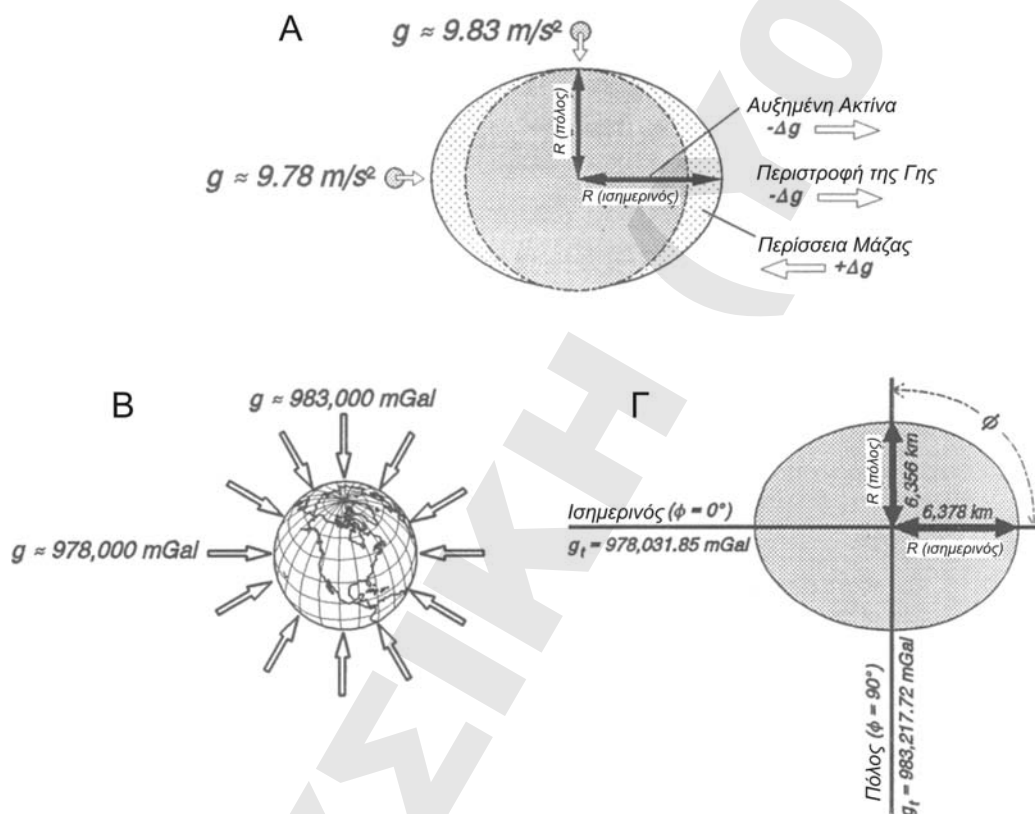 A
g ≈ 9.83 m/s²
R (πόλος)
Αυξημένη Ακτίνα
-Δg
g ≈ 9.78 m/s²
R (ισημερινός)
Περιστροφή της Γης
-Δg
Περίσσεια Μάζας
+Δg
B
g ≈ 983,000 mGal
g ≈ 978,000 mGal
Γ
ø
R (πόλος)
6,356 km
Ισημερινός (ϕ = 0°)
6,378 km
g_t = 978,031.85 mGal
R (ισημερινός)
Πόλος (ϕ = 90°)
g_t = 983,217.72 mGal
ΣΙΚΗ (ΥΟ